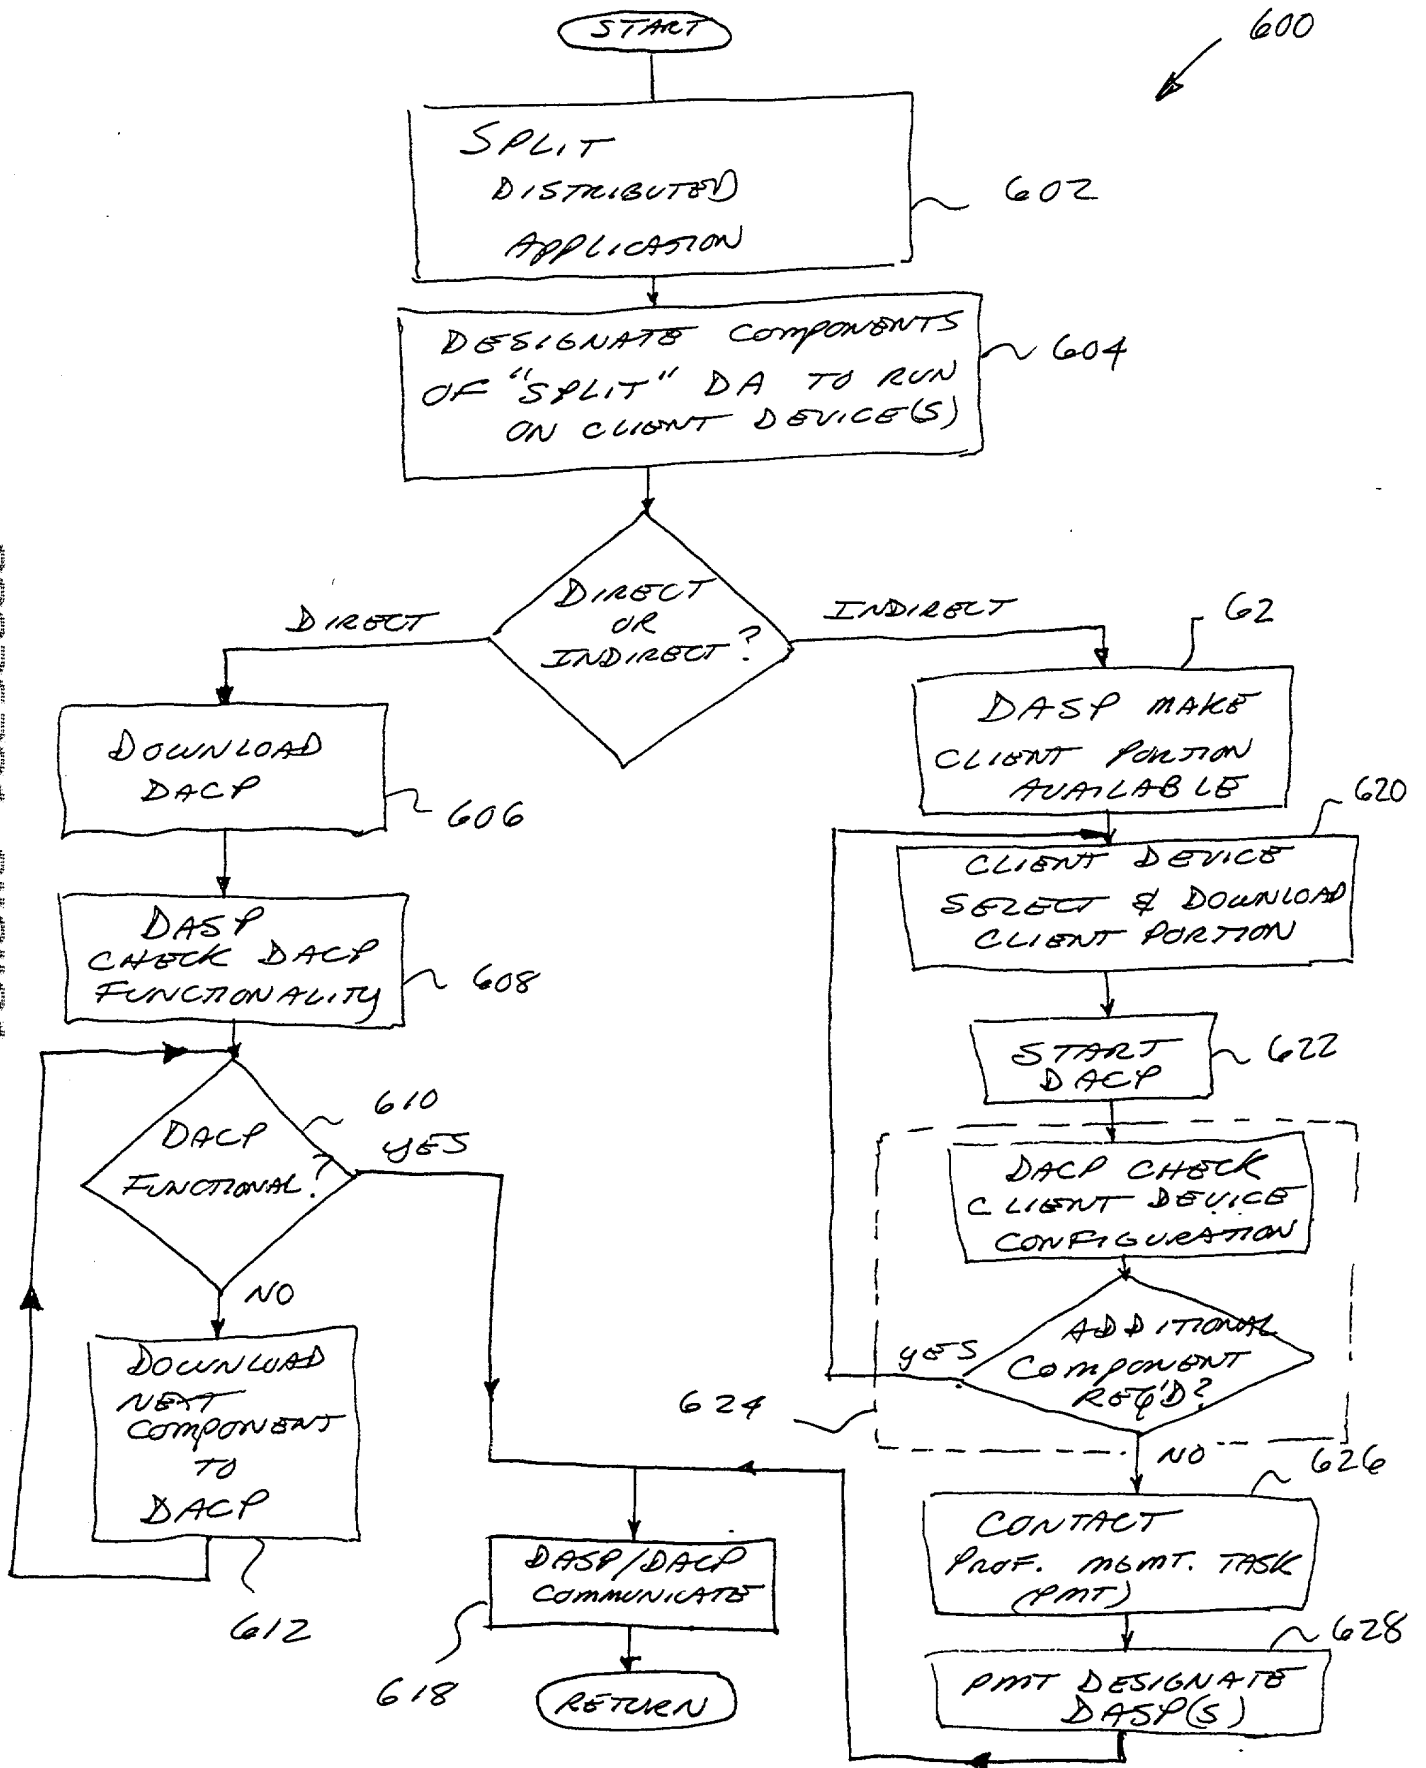 START
600
SPLIT
DISTRIBUTED
APPLICATION
602
DESIGNATE COMPONENTS
OF "SPLIT" DA TO RUN
ON CLIENT DEVICE(S)
604
DIRECT
OR
INDIRECT?
DIRECT
INDIRECT
DOWNLOAD
DACP
606
DASP
CHECK DACP
FUNCTIONALITY
608
DACP
FUNCTIONAL?
610
YES
NO
DOWNLOAD
NEXT
COMPONENT
TO
DACP
612
62
DASP MAKE
CLIENT PORTION
AVAILABLE
620
CLIENT DEVICE
SELECT & DOWNLOAD
CLIENT PORTION
START
DACP
622
DACP CHECK
CLIENT DEVICE
CONFIGURATION
ADDITIONAL
COMPONENT
REQ'D?
YES
624
NO
626
CONTACT
PROF. MGMT. TASK
(PMT)
628
PMT DESIGNATE
DASP(S)
DASP/DACP
COMMUNICATE
618
RETURN